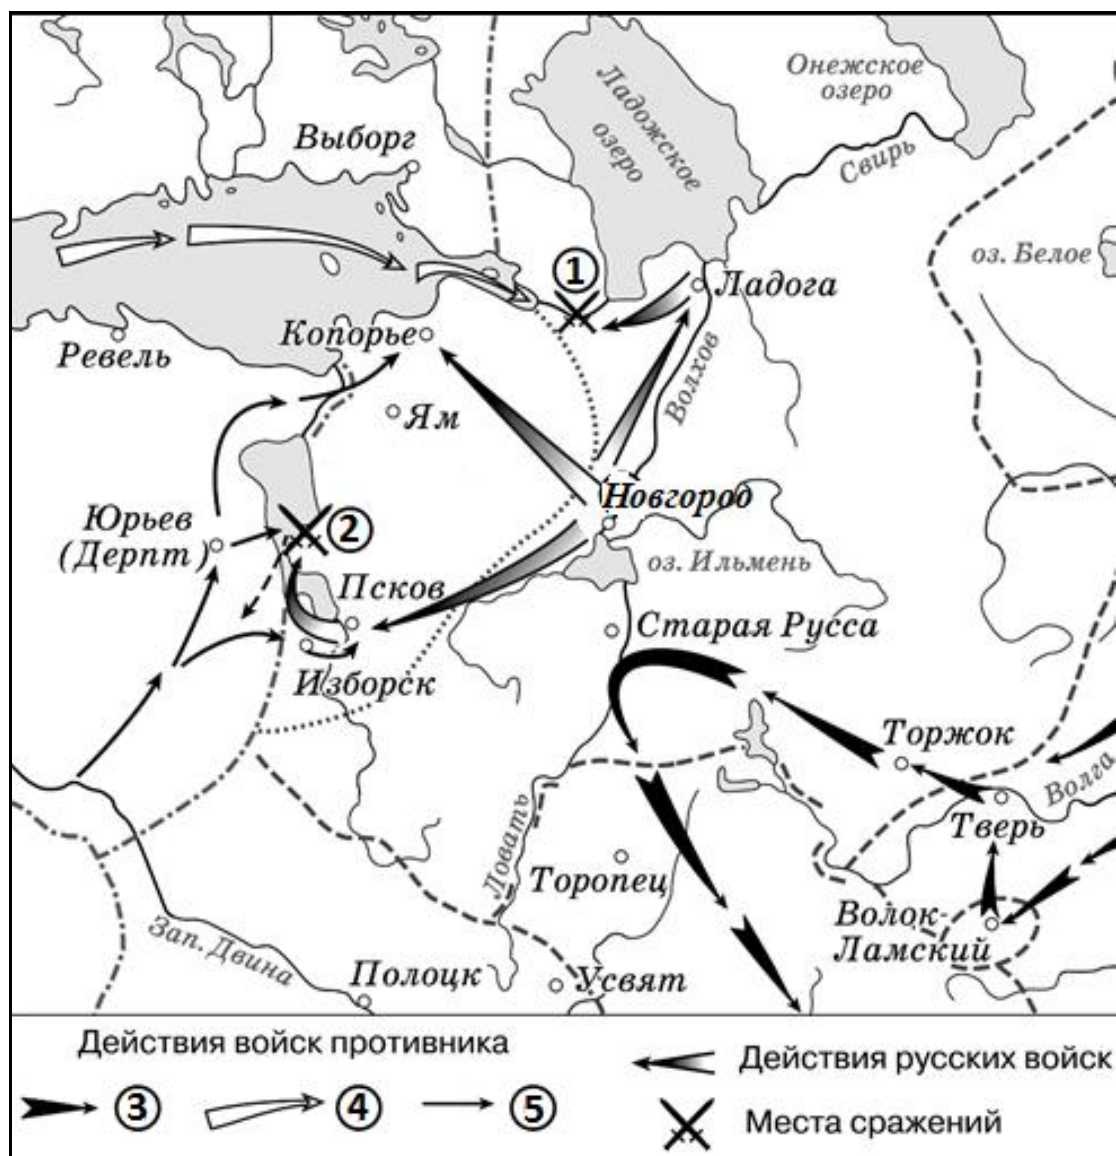 Онежское
озеро
Ладожское
озеро
Выборг
Свирь
оз. Белое
①
Ладога
Копорье
Ревель
Волхов
Ям
Новгород
Юрьев
(Дерпт)
②
оз. Ильмень
Псков
Старая Русса
Изборск
Торжок
Волга
Тверь
Ловать
Торопец
Волок-
Ламский
Зап. Двина
Полоцк
Усвят
Действия войск противника
③
④
⑤
Действия русских войск
Места сражений